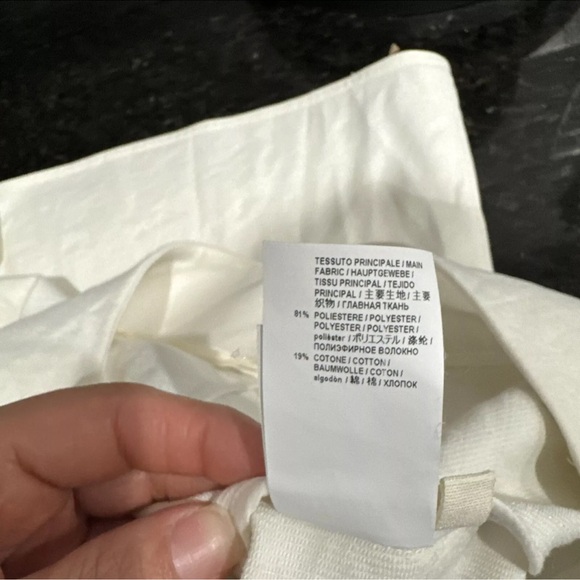 TESSUTO PRINCIPALE / MAIN
FABRIC / HAUPTGEWEBE /
TISSU PRINCIPAL / TEJIDO
PRINCIPAL / 主要生地 / 主要
织物 / ГЛАВНАЯ ТКАНЬ
81% POLIESTERE / POLYESTER /
POLYESTER / POLYESTER /
poliéster / ポリエステル / 涤纶 /
ПОЛИЭФИРНОЕ ВОЛОКНО
19% COTONE / COTTON /
BAUMWOLLE / COTON /
algodón / 綿 / 棉 / ХЛОПОК